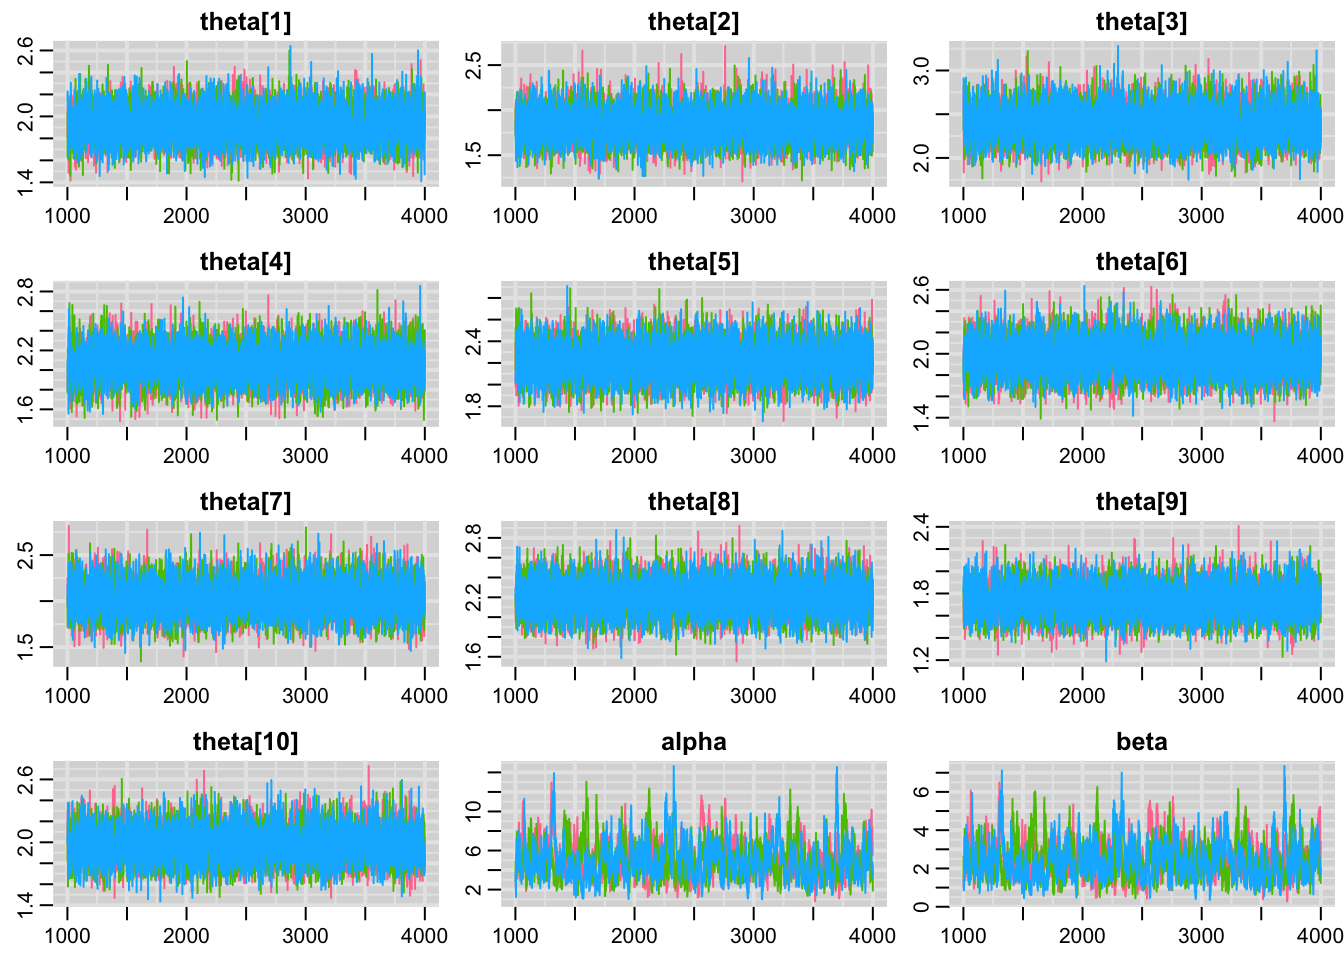 theta[1] theta[2] theta[3]
2.6 2.0 1.4 2.5 1.5 3.0 2.0
1000 2000 3000 4000 1000 2000 3000 4000 1000 2000 3000 4000
theta[4] theta[5] theta[6]
2.8 2.2 1.6 2.4 1.8 2.6 2.0 1.4
1000 2000 3000 4000 1000 2000 3000 4000 1000 2000 3000 4000
theta[7] theta[8] theta[9]
2.5 1.5 2.8 2.2 1.6 2.4 1.8 1.2
1000 2000 3000 4000 1000 2000 3000 4000 1000 2000 3000 4000
theta[10] alpha beta
2.6 2.0 1.4 10 6 2 6 4 2 0
1000 2000 3000 4000 1000 2000 3000 4000 1000 2000 3000 4000